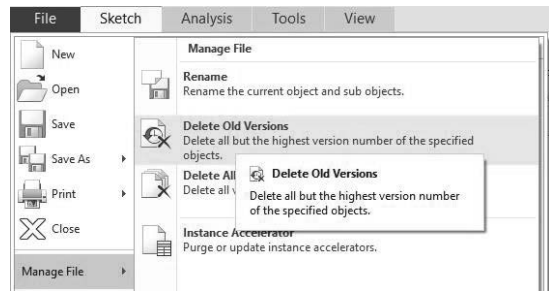 File Sketch Analysis Tools View
New
Open
Save
Save As
Print
Close
Manage File
Manage File
Rename
Rename the current object and sub objects.
Delete Old Versions
Delete all but the highest version number of the specified
objects.
Delete All
Delete all
Delete Old Versions
Delete all but the highest version number
of the specified objects.
Instance Accelerator
Purge or update instance accelerators.